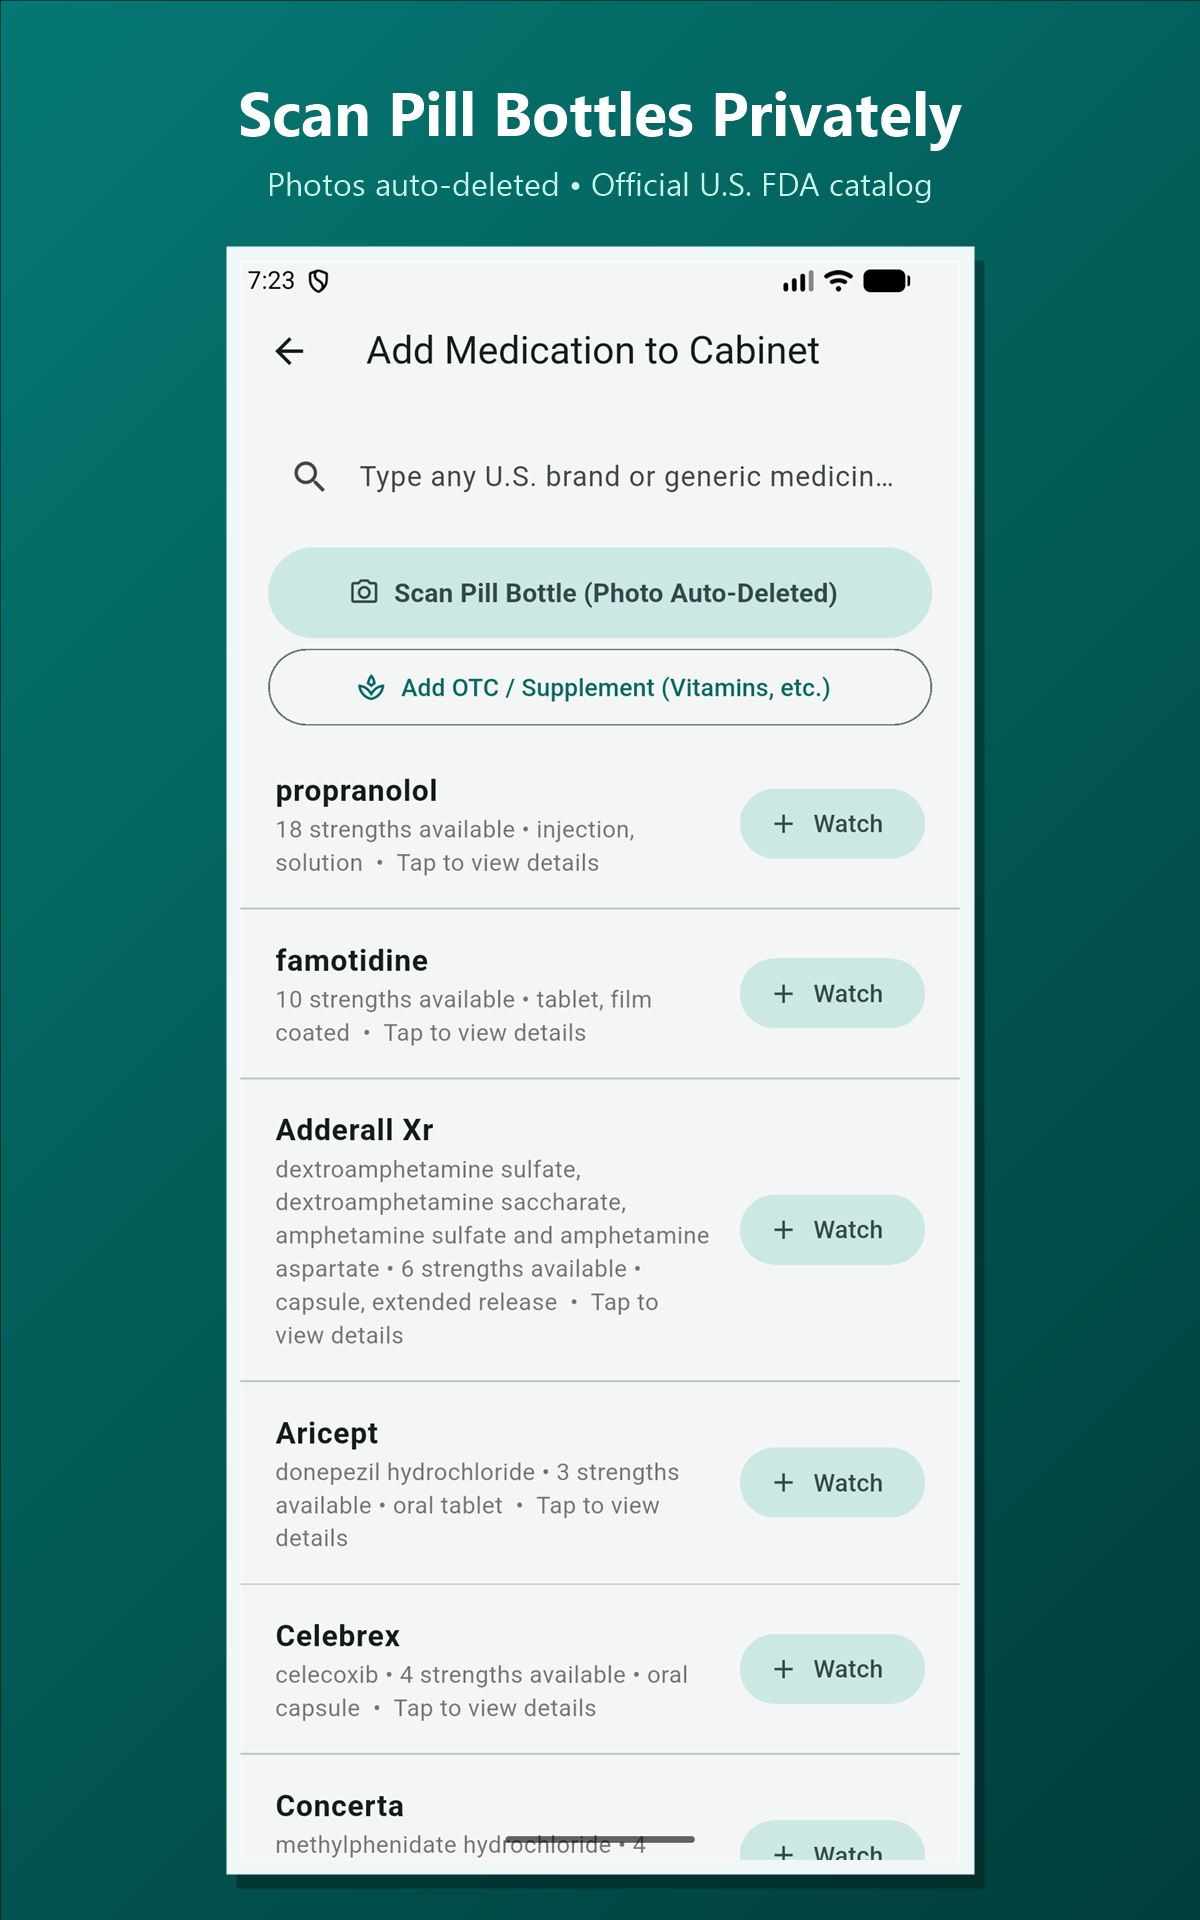 Scan Pill Bottles Privately
Photos auto-deleted • Official U.S. FDA catalog
7:23
Add Medication to Cabinet
Type any U.S. brand or generic medicin...
Scan Pill Bottle (Photo Auto-Deleted)
Add OTC / Supplement (Vitamins, etc.)
propranolol
18 strengths available • injection,
solution • Tap to view details
+ Watch
famotidine
10 strengths available • tablet, film
coated • Tap to view details
+ Watch
Adderall Xr
dextroamphetamine sulfate,
dextroamphetamine saccharate,
amphetamine sulfate and amphetamine
aspartate • 6 strengths available •
capsule, extended release • Tap to
view details
+ Watch
Aricept
donepezil hydrochloride • 3 strengths
available • oral tablet • Tap to view
details
+ Watch
Celebrex
celecoxib • 4 strengths available • oral
capsule • Tap to view details
+ Watch
Concerta
methylphenidate hydrochloride • 4
+ Watch